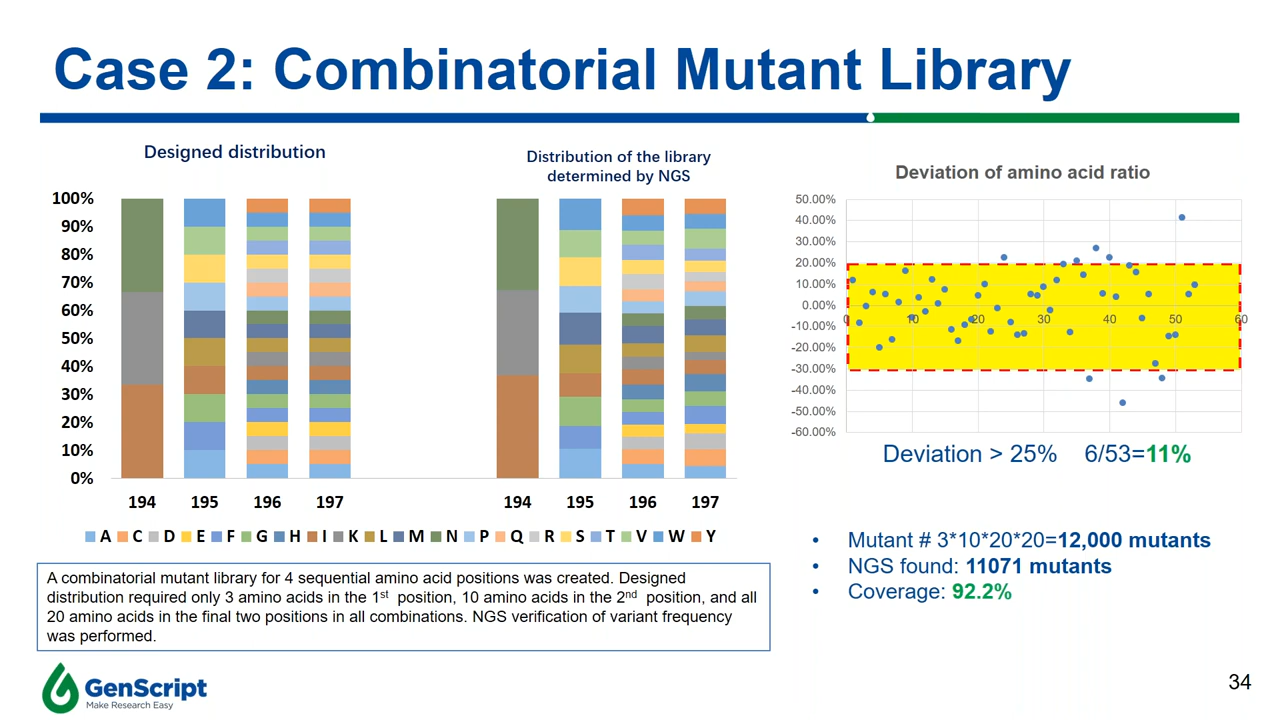 Case 2: Combinatorial Mutant Library
Designed distribution
100%
90%
80%
70%
60%
50%
40%
30%
20%
10%
0%
194 195 196 197
Distribution of the library
determined by NGS
194 195 196 197
A C D E F G H I K L M N P Q R S T V W Y
Deviation of amino acid ratio
50.00%
40.00%
30.00%
20.00%
10.00%
0.00%
-10.00%
-20.00%
-30.00%
-40.00%
-50.00%
-60.00%
0 10 20 30 40 50 60
Deviation > 25% 6/53=11%
A combinatorial mutant library for 4 sequential amino acid positions was created. Designed
distribution required only 3 amino acids in the 1st position, 10 amino acids in the 2nd position, and all
20 amino acids in the final two positions in all combinations. NGS verification of variant frequency
was performed.
• Mutant # 3*10*20*20=12,000 mutants
• NGS found: 11071 mutants
• Coverage: 92.2%
GenScript
Make Research Easy
34